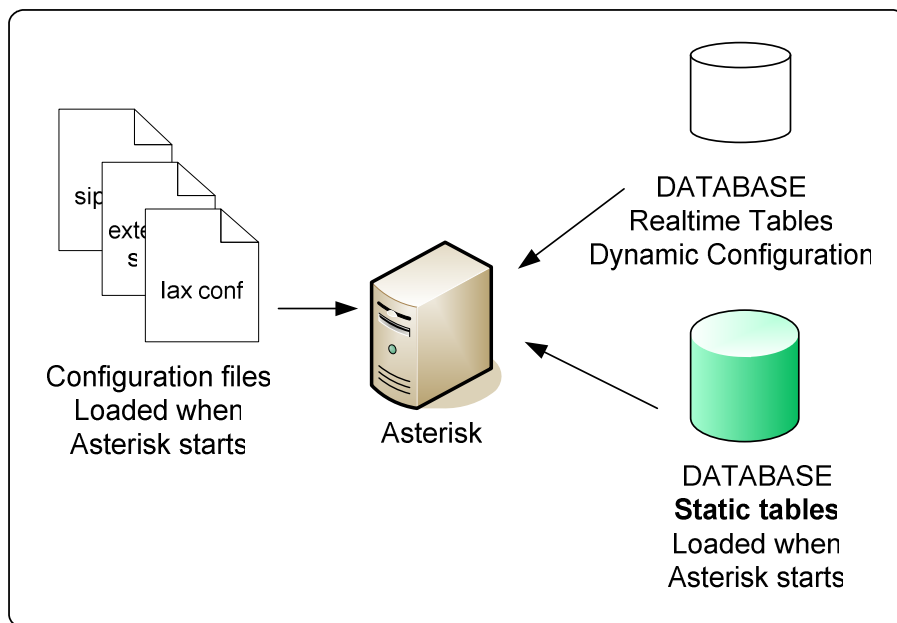 sip
exte
s
Iax conf
Configuration files
Loaded when
Asterisk starts
Asterisk
DATABASE
Realtime Tables
Dynamic Configuration
DATABASE
Static tables
Loaded when
Asterisk starts